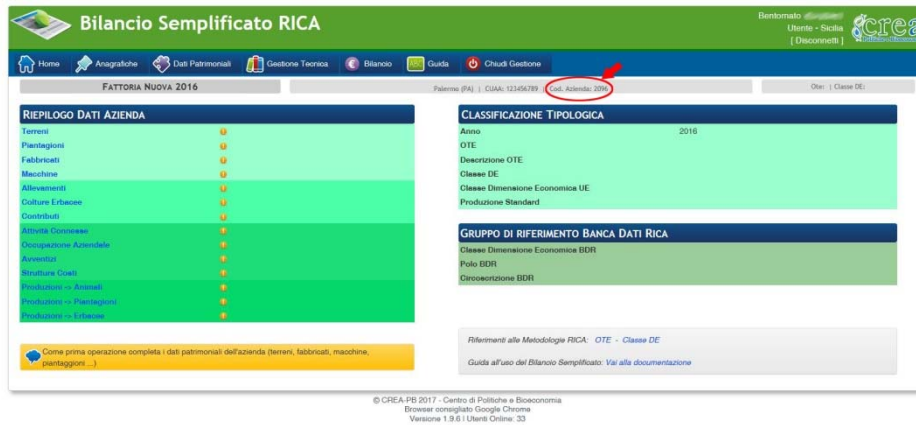 Bilancio Semplificato RICA
Bentornato
Utente - Sicilia
[ Disconnetti ]
crea
Home Anagrafiche Dati Patrimoniali Gestione Tecnica Bilancio Guida Chiudi Gestione
FATTORIA NUOVA 2016
Palermo (PA) | CUAA: 123456789 | Cod. Azienda: 2096
Ote: | Classe DE:
RIEPILOGO DATI AZIENDA
Terreni
Piantagioni
Fabbricati
Macchine
Allevamenti
Colture Erbacee
Contributi
Attività Connesse
Occupazione Aziendale
Avventizi
Strutture Costi
Produzioni -> Animali
Produzioni -> Piantagioni
Produzioni -> Erbacee
Come prima operazione completa i dati patrimoniali dell'azienda (terreni, fabbricati, macchine,
piantaggioni ...)
CLASSIFICAZIONE TIPOLOGICA
Anno 2016
OTE
Descrizione OTE
Classe DE
Classe Dimensione Economica UE
Produzione Standard
GRUPPO DI RIFERIMENTO BANCA DATI RICA
Classe Dimensione Economica BDR
Polo BDR
Circoscrizione BDR
Riferimenti alle Metodologie RICA: OTE - Classe DE
Guida all'uso del Bilancio Semplificato: Vai alla documentazione
© CREA-PB 2017 - Centro di Politiche e Bioeconomia
Browser consigliato Google Chrome
Versione 1.9.6 | Utenti Online: 33